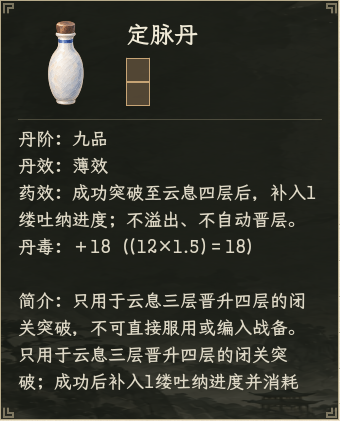 定脉丹
丹阶：九品
丹效：薄效
药效：成功突破至云息四层后，补入1
缕吐纳进度；不溢出、不自动晋层。
丹毒：+18（(12×1.5)=18）
简介：只用于云息三层晋升四层的闭
关突破，不可直接服用或编入战备。
只用于云息三层晋升四层的闭关突
破；成功后补入1缕吐纳进度并消耗